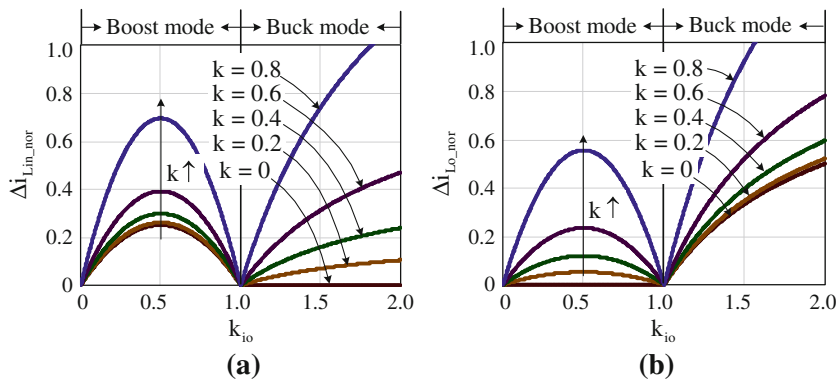 Boost mode Buck mode
1.0
0.8
0.6
0.4
0.2
0
Δi_Lin_nor
k = 0.8
k = 0.6
k = 0.4
k = 0.2
k = 0
k↑
0 0.5 1.0 1.5 2.0
k_io
(a)
Boost mode Buck mode
1.0
0.8
0.6
0.4
0.2
0
Δi_Lo_nor
k = 0.8
k = 0.6
k = 0.4
k = 0.2
k = 0
k↑
0 0.5 1.0 1.5 2.0
k_io
(b)